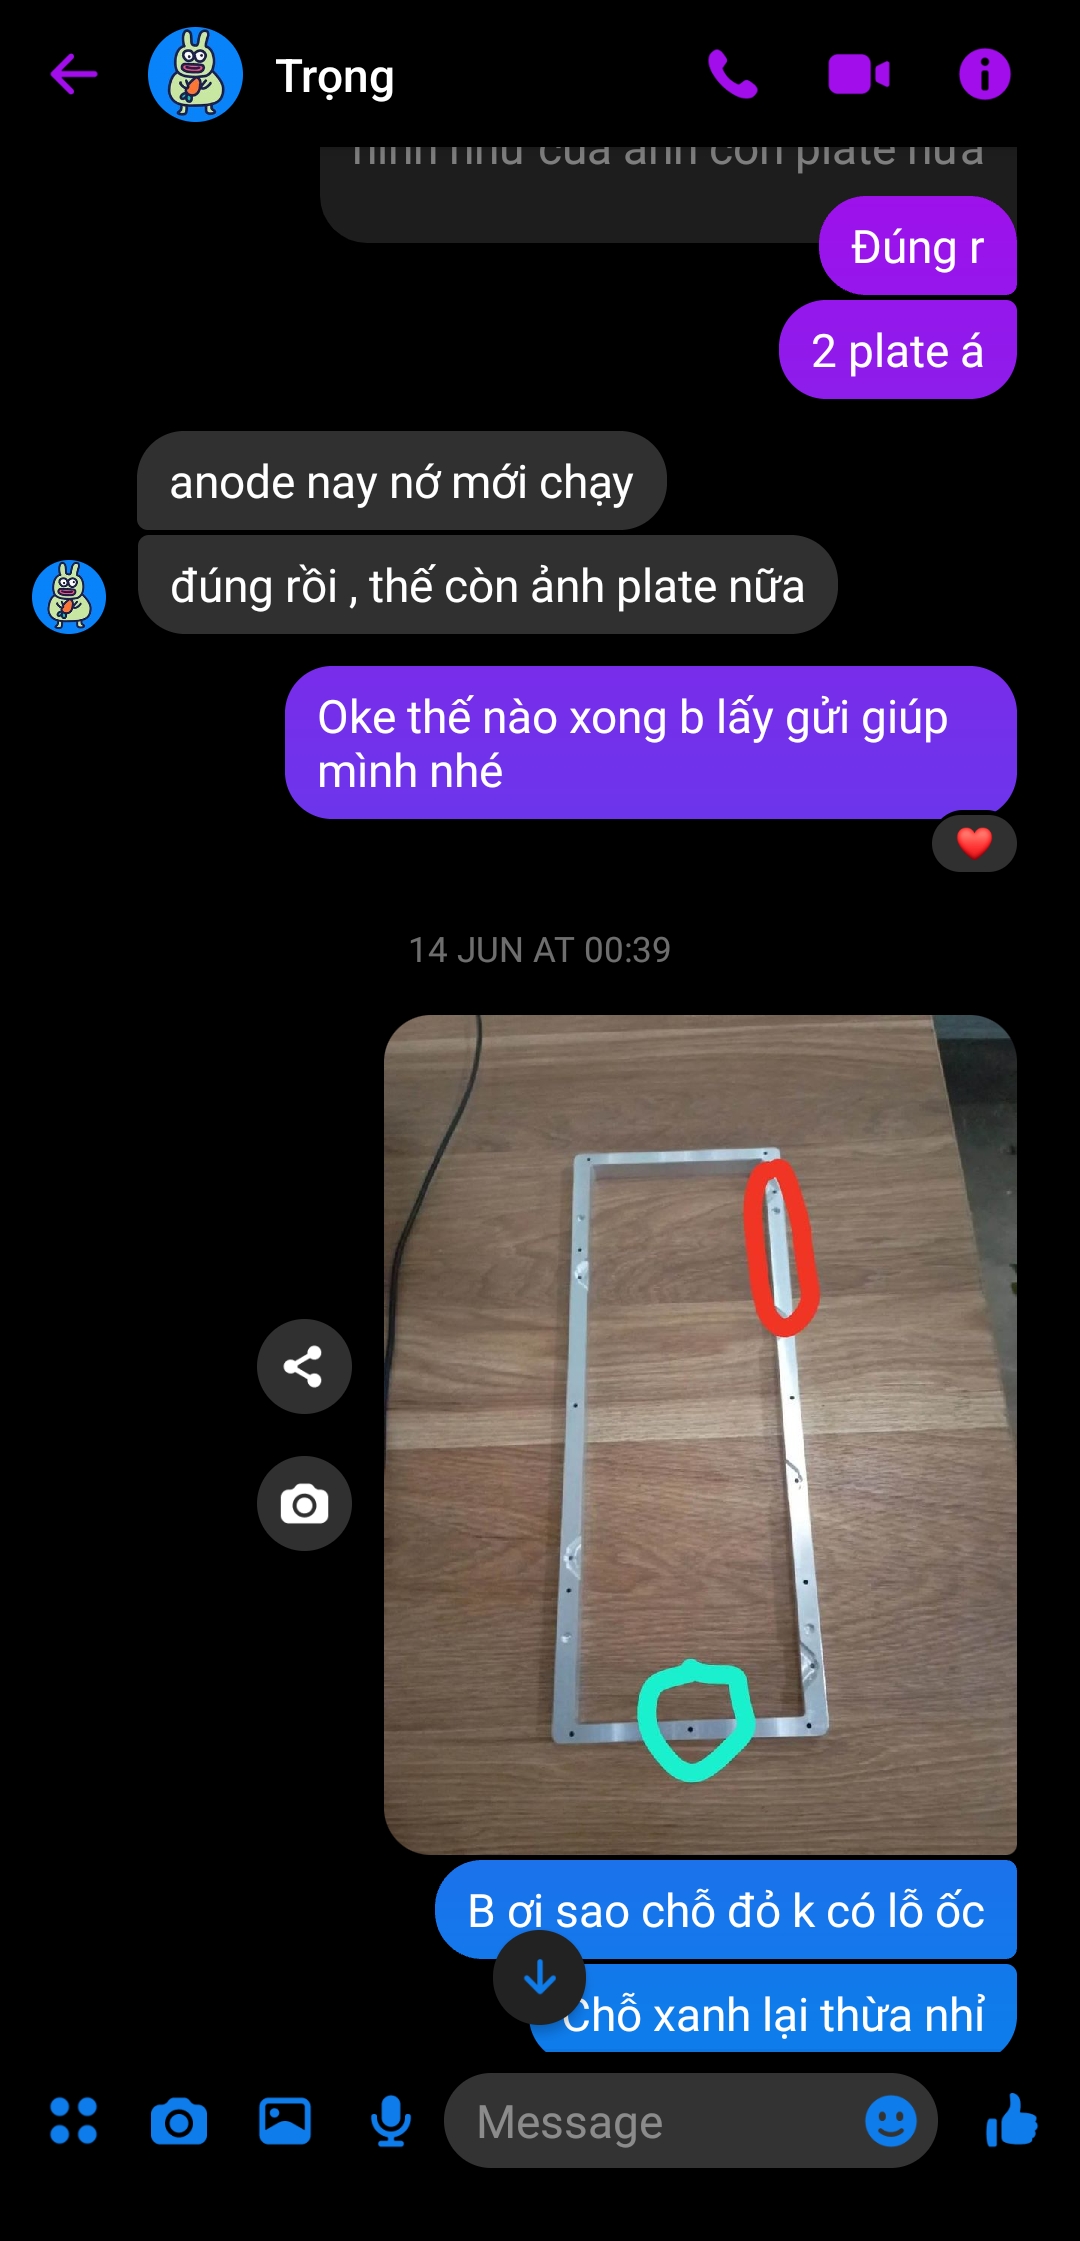 Trọng
Đúng r
2 plate á
anode nay nớ mới chạy
đúng rồi , thế còn ảnh plate nữa
Oke thế nào xong b lấy gửi giúp
mình nhé
14 JUN AT 00:39
B ơi sao chỗ đỏ k có lỗ ốc
Chỗ xanh lại thừa nhỉ
Message